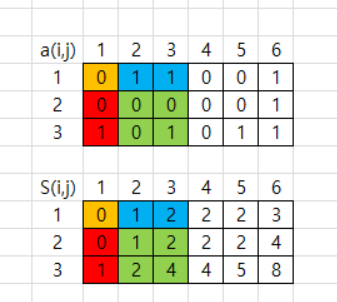 a(i,j) 1 2 3 4 5 6
1 0 1 1 0 0 1
2 0 0 0 0 0 1
3 1 0 1 0 1 1
S(i,j) 1 2 3 4 5 6
1 0 1 2 2 2 3
2 0 1 2 2 2 4
3 1 2 4 4 5 8